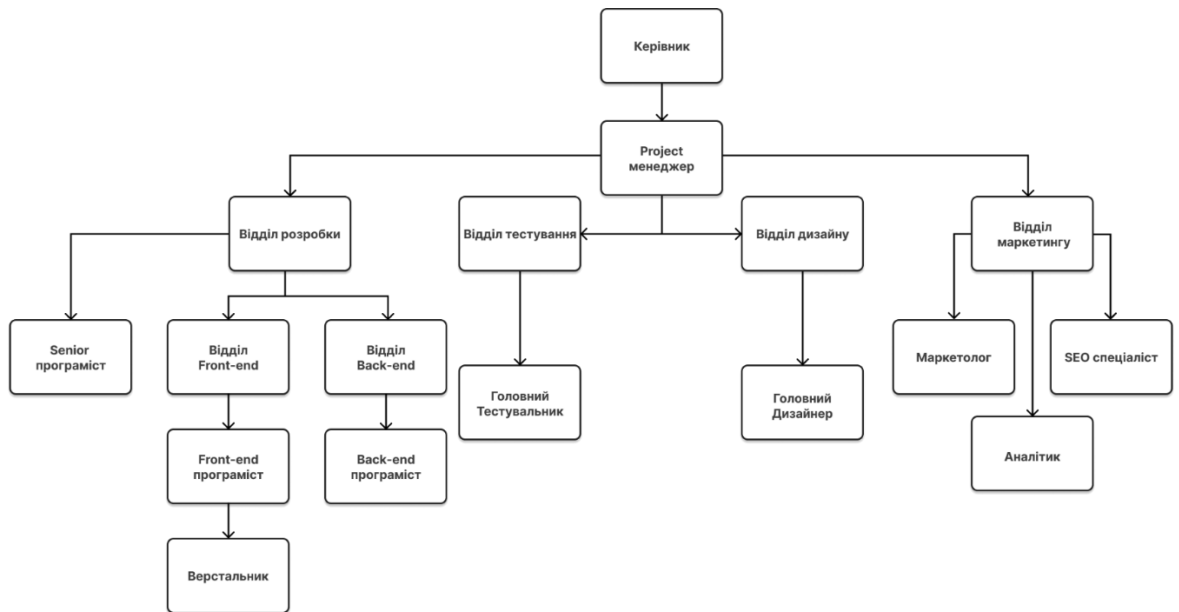 Керівник
Project
менеджер
Відділ розробки
Відділ тестування
Відділ дизайну
Відділ
маркетингу
Senior
програміст
Відділ
Front-end
Відділ
Back-end
Маркетолог
SEO спеціаліст
Головний
Тестувальник
Головний
Дизайнер
Front-end
програміст
Back-end
програміст
Аналітик
Верстальник